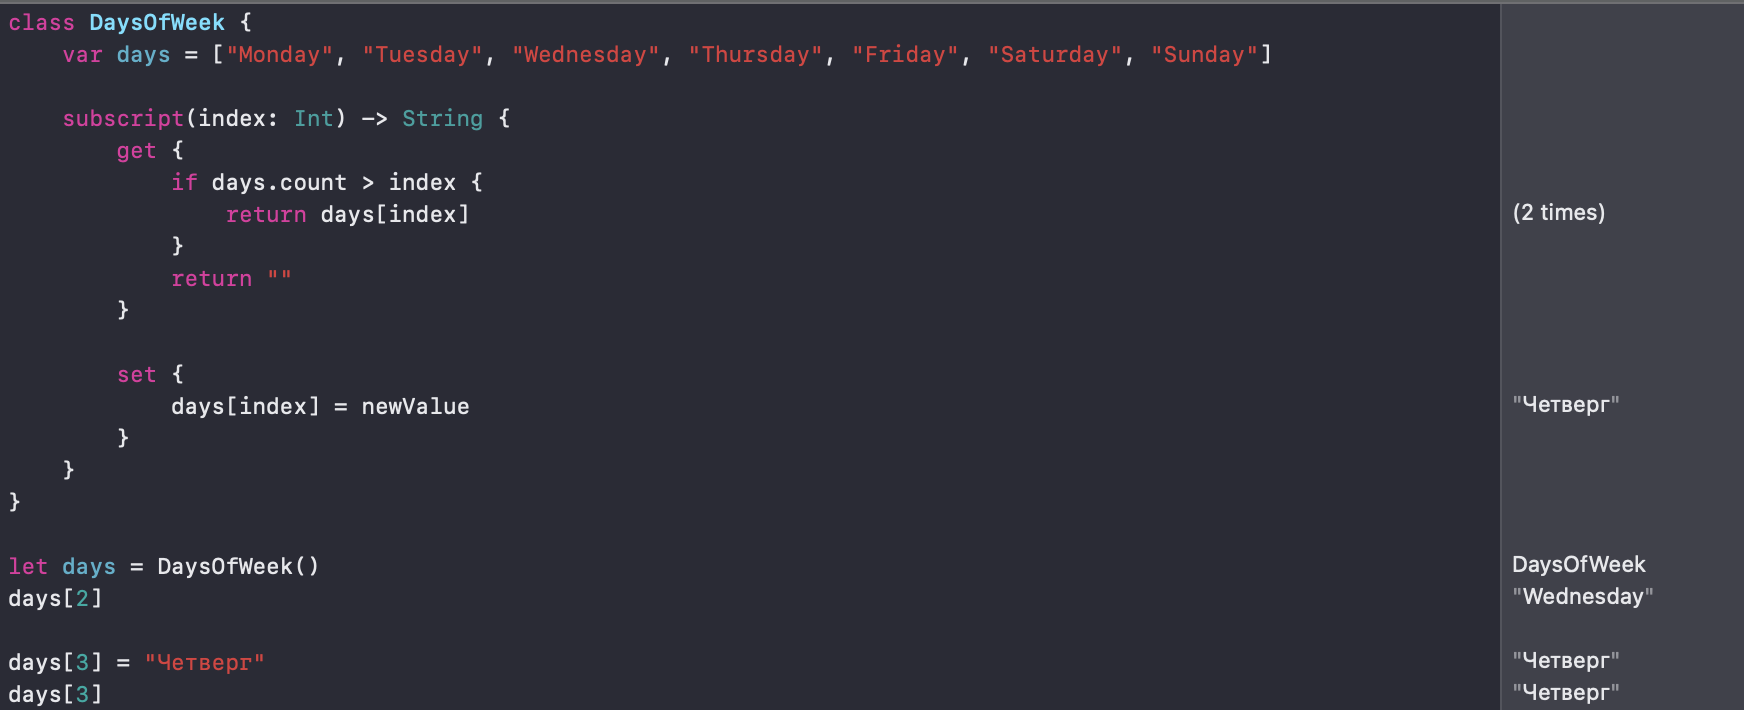 class DaysOfWeek {
    var days = ["Monday", "Tuesday", "Wednesday", "Thursday", "Friday", "Saturday", "Sunday"]
    subscript(index: Int) -> String {
        get {
            if days.count > index {
                return days[index] (2 times)
            }
            return ""
        }
        set {
            days[index] = newValue "Четверг"
        }
    }
}
let days = DaysOfWeek() DaysOfWeek
days[2] "Wednesday"
days[3] = "Четверг" "Четверг"
days[3] "Четверг"